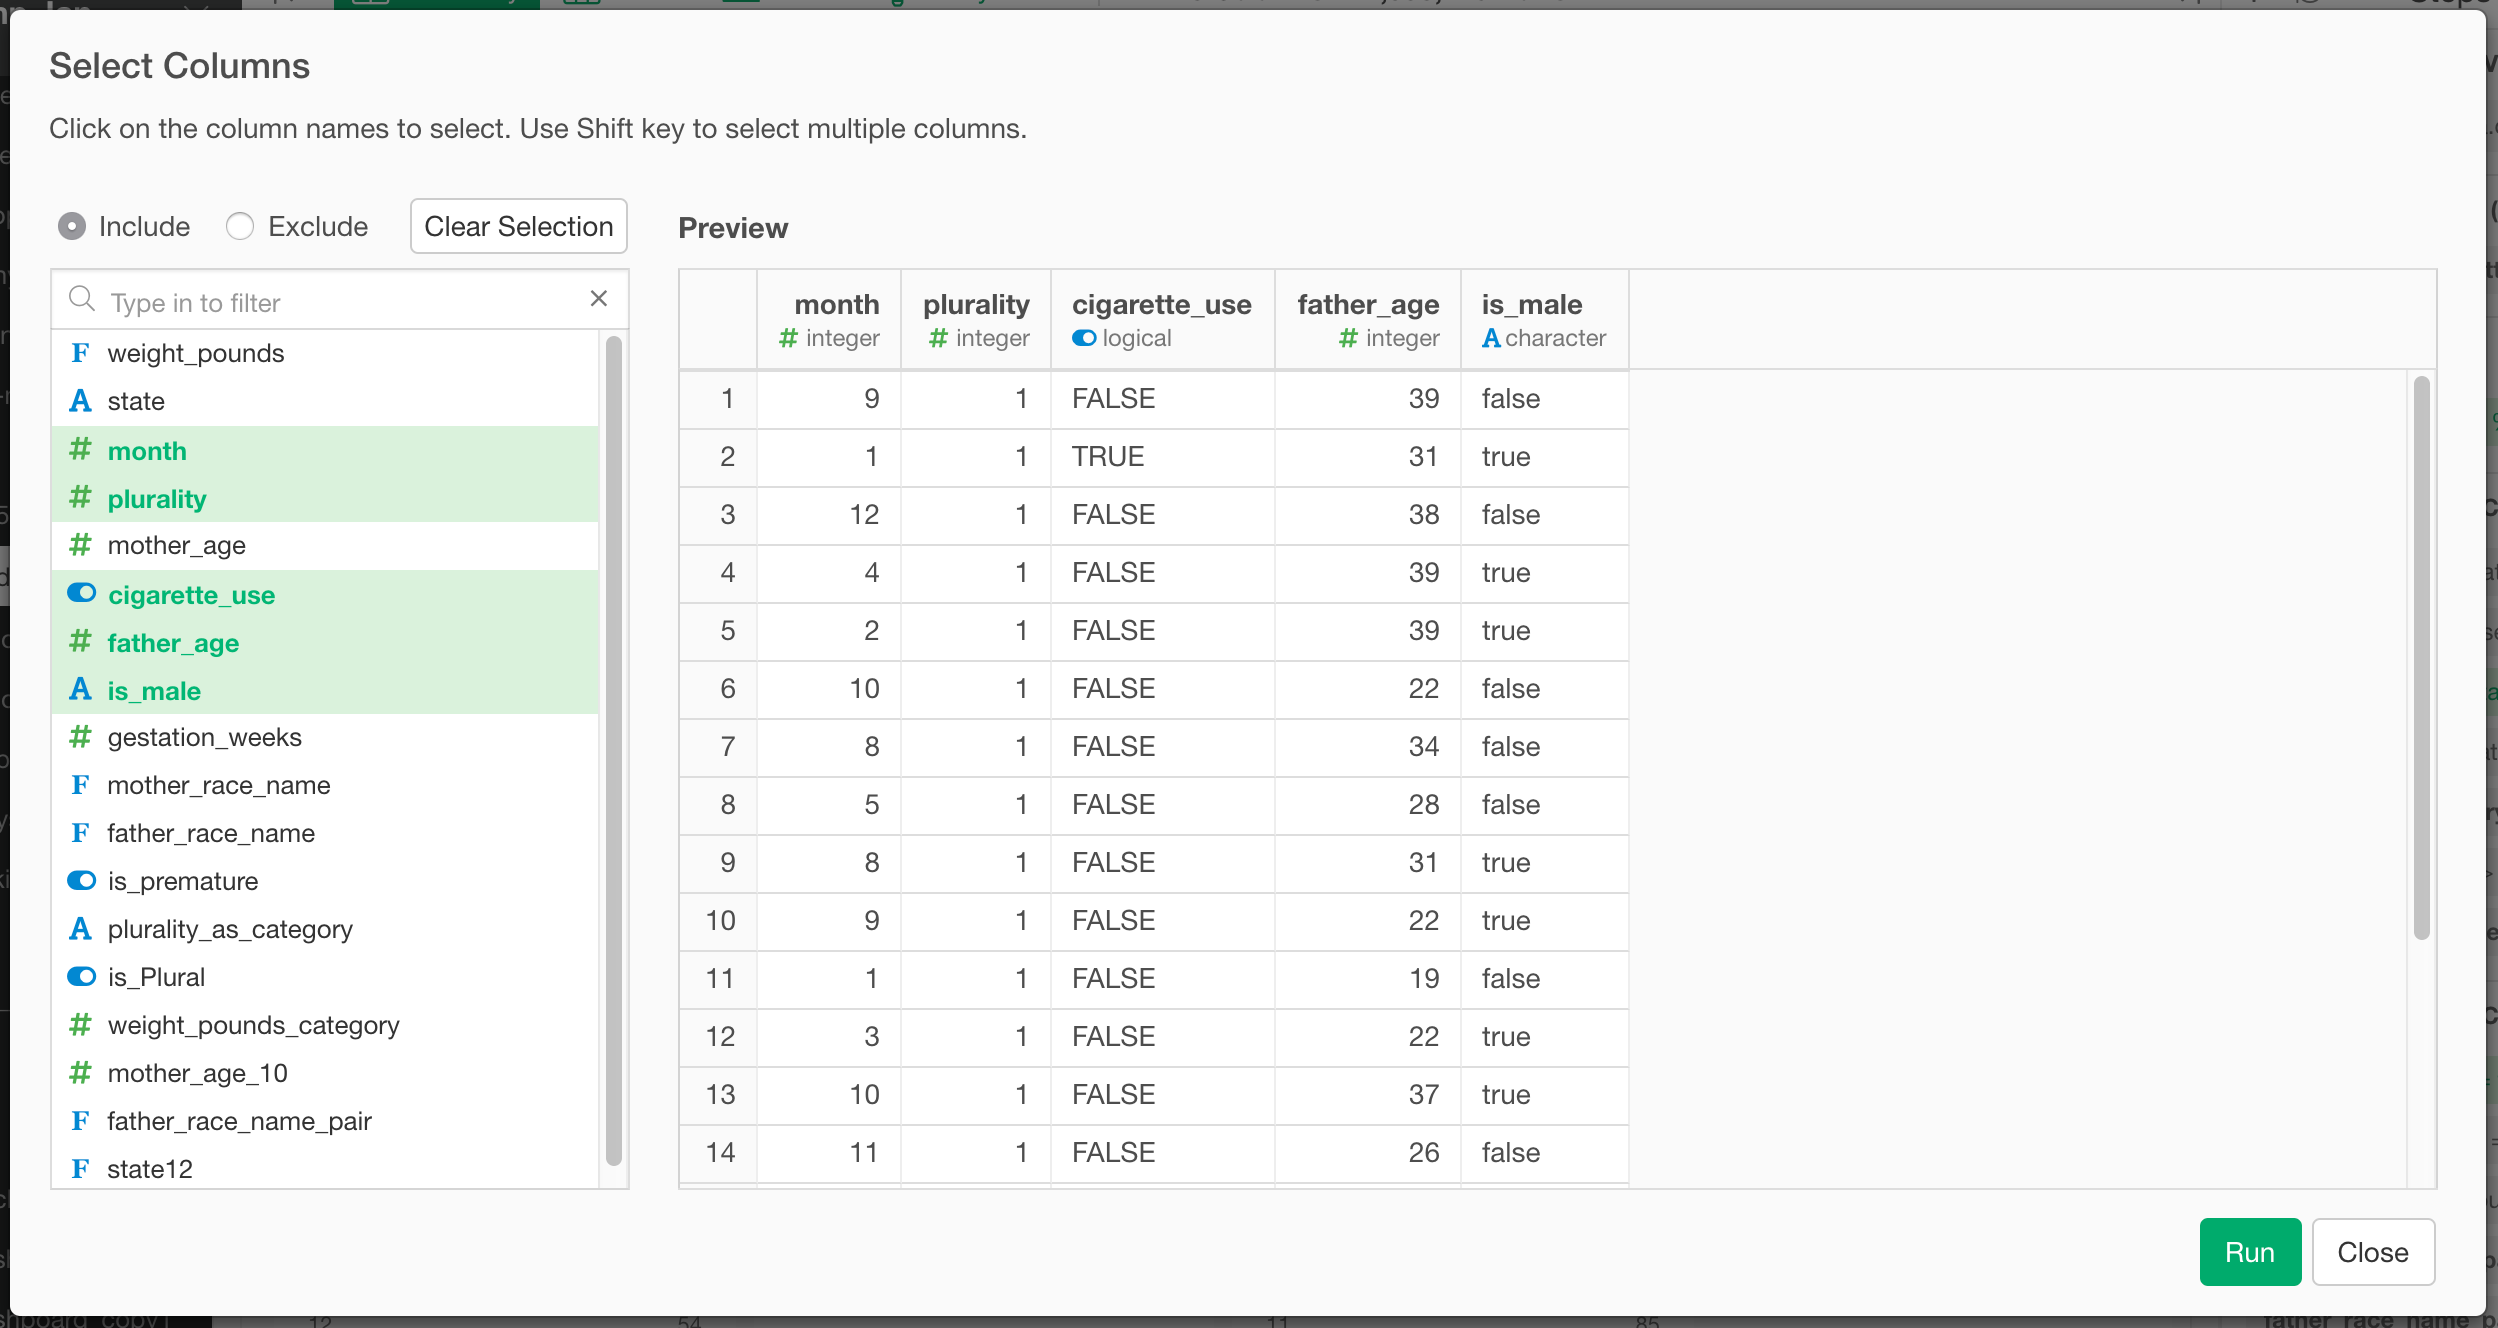 Select Columns
Click on the column names to select. Use Shift key to select multiple columns.
Include Exclude Clear Selection
Type in to filter
F weight_pounds
A state
# month
# plurality
# mother_age
cigarette_use
# father_age
A is_male
# gestation_weeks
F mother_race_name
F father_race_name
is_premature
A plurality_as_category
is_Plural
# weight_pounds_category
# mother_age_10
F father_race_name_pair
F state12
Preview
month plurality cigarette_use father_age is_male
# integer # integer logical # integer A character
1 9 1 FALSE 39 false
2 1 1 TRUE 31 true
3 12 1 FALSE 38 false
4 4 1 FALSE 39 true
5 2 1 FALSE 39 true
6 10 1 FALSE 22 false
7 8 1 FALSE 34 false
8 5 1 FALSE 28 false
9 8 1 FALSE 31 true
10 9 1 FALSE 22 true
11 1 1 FALSE 19 false
12 3 1 FALSE 22 true
13 10 1 FALSE 37 true
14 11 1 FALSE 26 false
Run Close